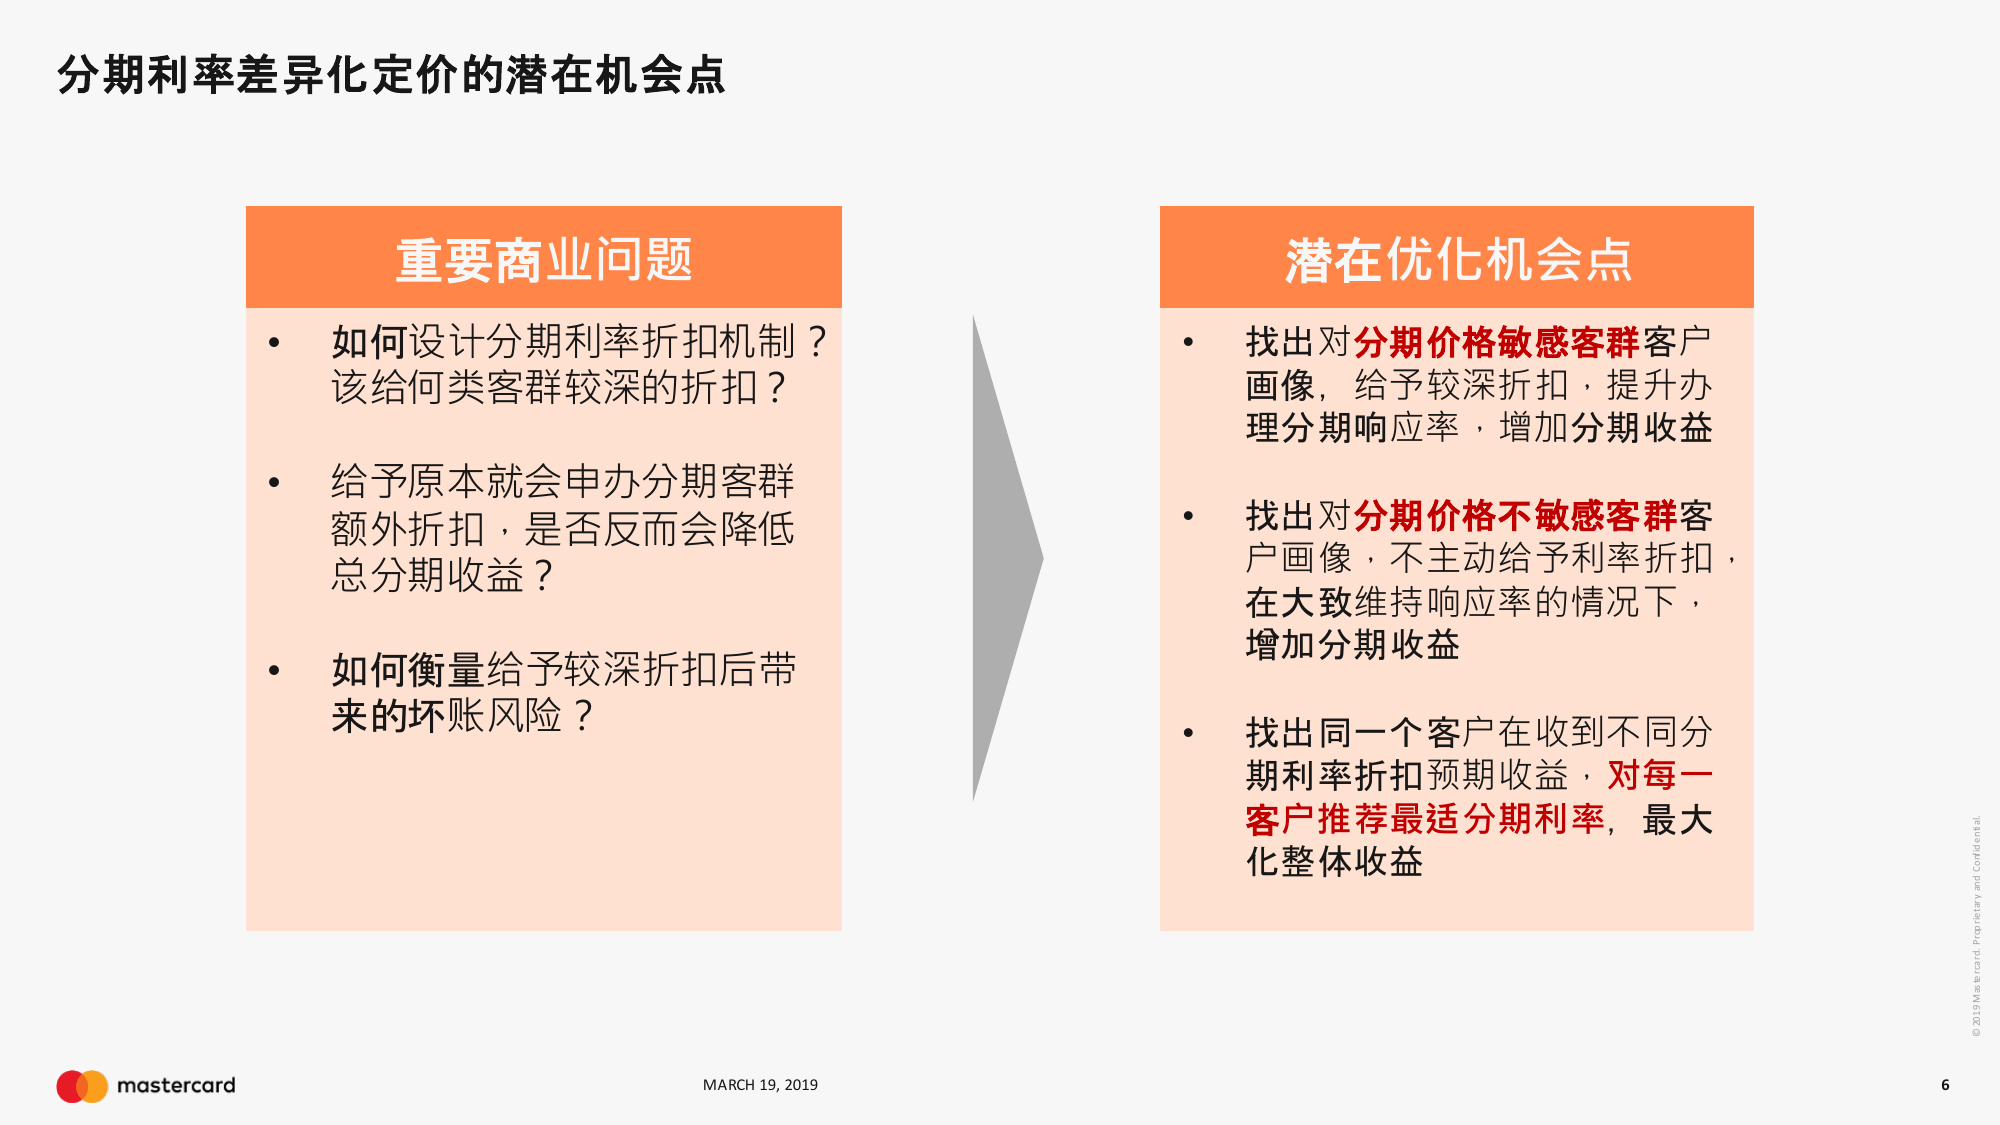 分期利率差异化定价的潜在机会点
重要商业问题
• 如何设计分期利率折扣机制？
该给何类客群较深的折扣？
• 给予原本就会申办分期客群
额外折扣，是否反而会降低
总分期收益？
• 如何衡量给予较深折扣后带
来的坏账风险？
潜在优化机会点
• 找出对分期价格敏感客群客户
画像，给予较深折扣，提升办
理分期响应率，增加分期收益
• 找出对分期价格不敏感客群客
户画像，不主动给予利率折扣，
在大致维持响应率的情况下，
增加分期收益
• 找出同一个客户在收到不同分
期利率折扣预期收益，对每一
客户推荐最适分期利率，最大
化整体收益
©2019 Mastercard. Proprietary and Confidential.
mastercard
MARCH 19, 2019
6